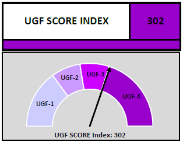 UGF SCORE INDEX 302
UGF-1
UGF-2
UGF-3
UGF-4
UGF SCORE Index: 302